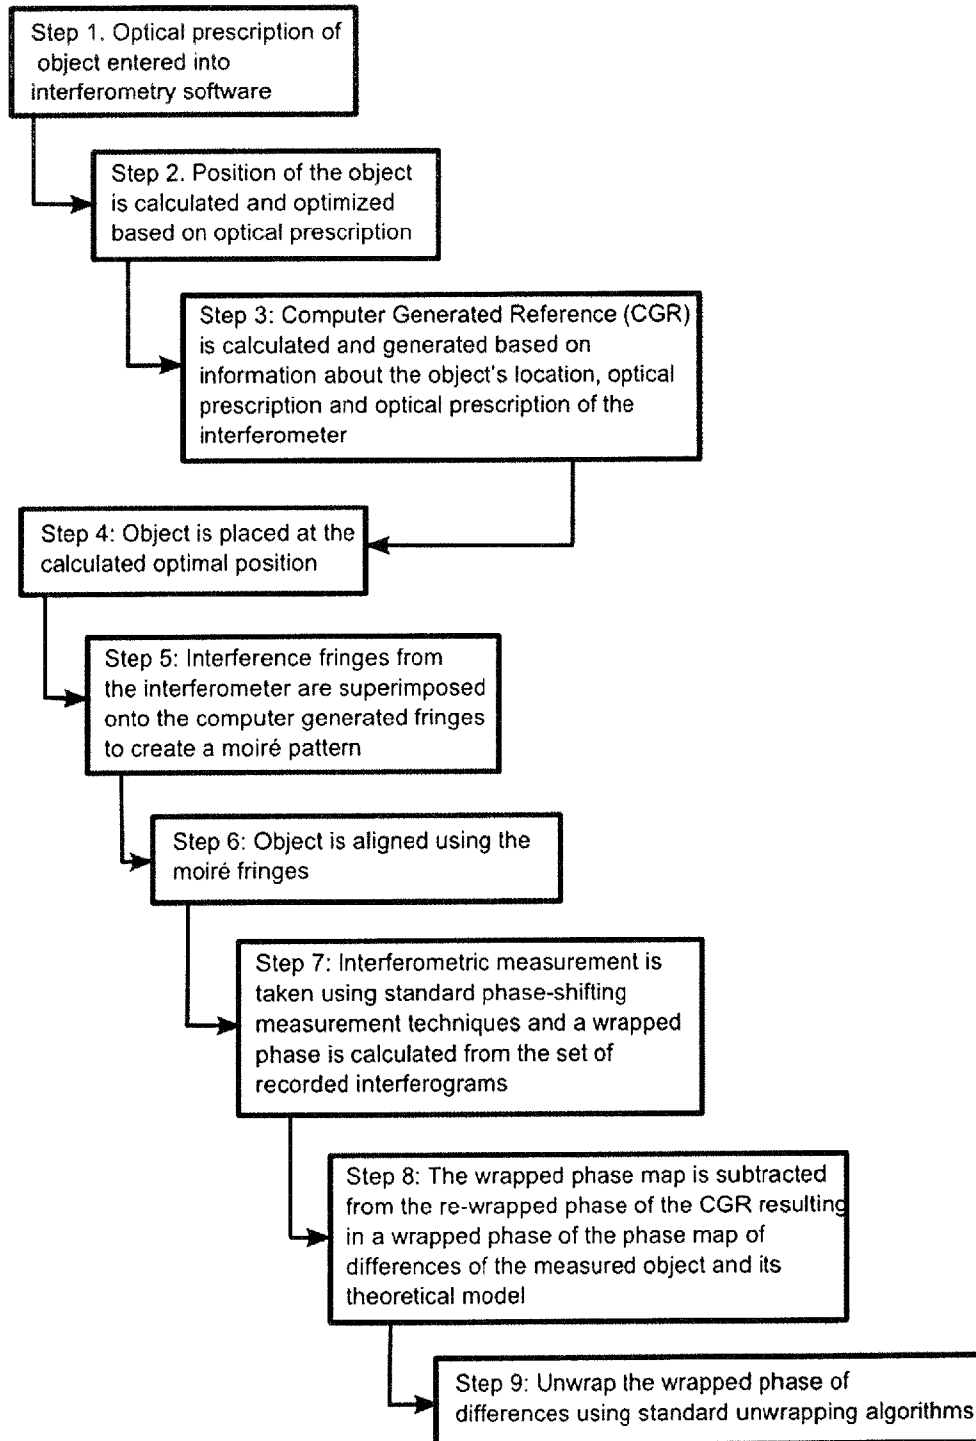 Step 1. Optical prescription of
object entered into
interferometry software
Step 2. Position of the object
is calculated and optimized
based on optical prescription
Step 3: Computer Generated Reference (CGR)
is calculated and generated based on
information about the object's location, optical
prescription and optical prescription of the
interferometer
Step 4: Object is placed at the
calculated optimal position
Step 5: Interference fringes from
the interferometer are superimposed
onto the computer generated fringes
to create a moiré pattern
Step 6: Object is aligned using the
moiré fringes
Step 7: Interferometric measurement is
taken using standard phase-shifting
measurement techniques and a wrapped
phase is calculated from the set of
recorded interferograms
Step 8: The wrapped phase map is subtracted
from the re-wrapped phase of the CGR resulting
in a wrapped phase of the phase map of
differences of the measured object and its
theoretical model
Step 9: Unwrap the wrapped phase of
differences using standard unwrapping algorithms